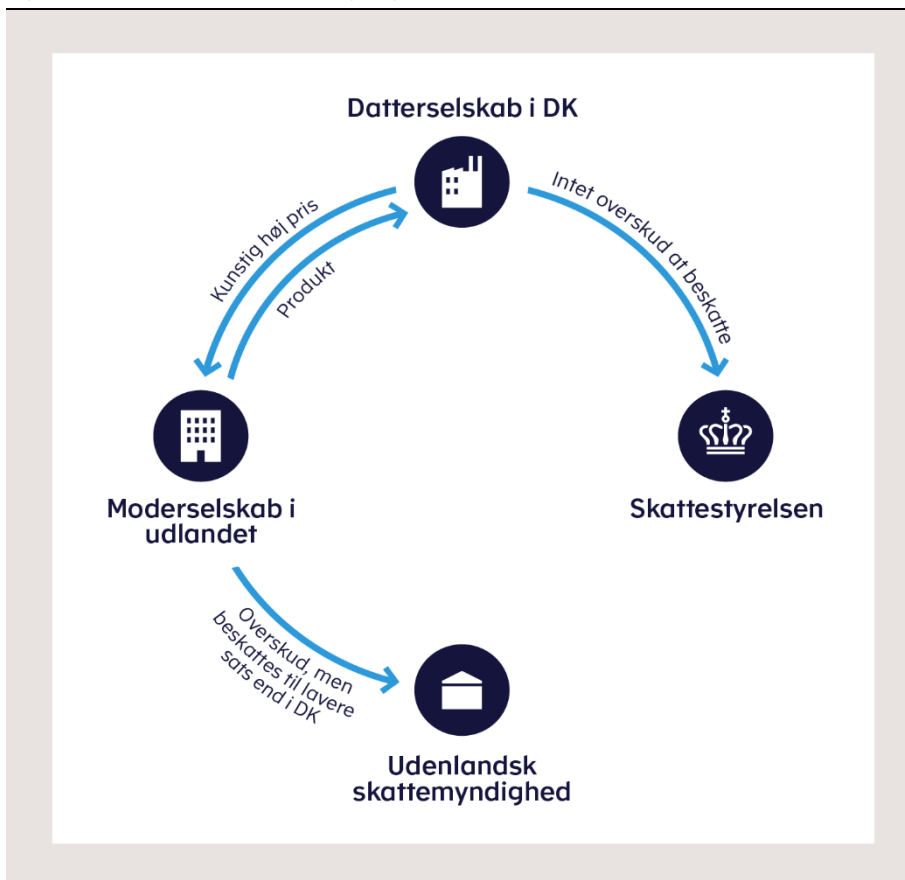 Datterselskab i DK
Kunstig høj pris
Produkt
Intet overskud at beskatte
Moderselskab i
udlandet
Skattestyrelsen
Overskud, men
beskattes til lavere
sats end i DK
Udenlandsk
skattemyndighed